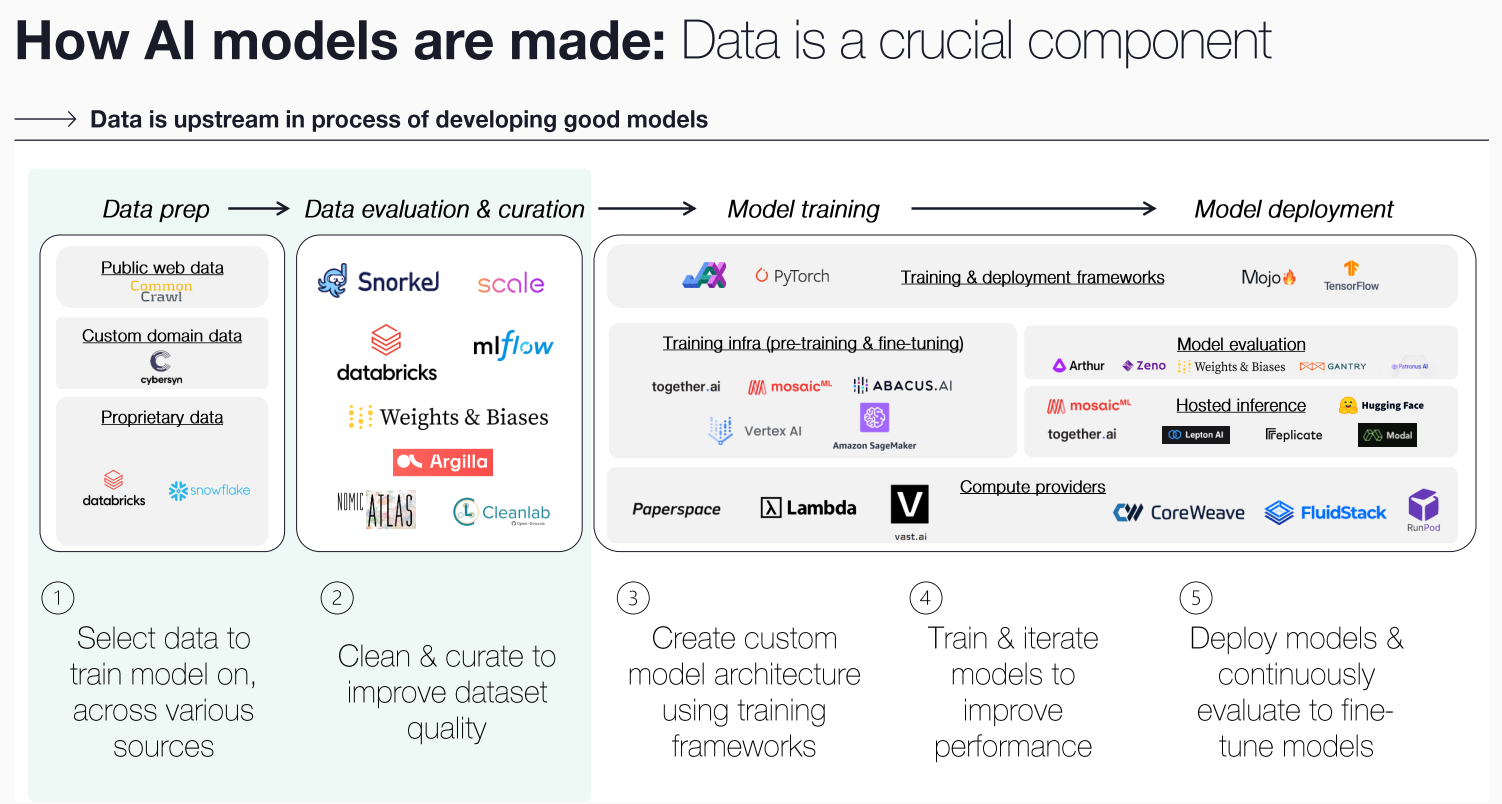 How AI models are made: Data is a crucial component
Data is upstream in process of developing good models
Data prep
Data evaluation & curation
Model training
Model deployment
Public web data
Common
Crawl
Custom domain data
cybersyn
Proprietary data
databricks
snowflake
Snorkel
scale
databricks
mlflow
Weights & Biases
Argilla
NOMIC
ATLAS
Cleanlab
Open-Source
JAX
PyTorch
Training & deployment frameworks
Mojo
TensorFlow
Training infra (pre-training & fine-tuning)
together.ai
mosaicML
ABACUS.AI
Vertex AI
Amazon SageMaker
Model evaluation
Arthur
Zeno
Weights & Biases
GANTRY
Patronus AI
mosaicML
Hosted inference
Hugging Face
together.ai
Lepton AI
Replicate
Modal
Compute providers
Paperspace
Lambda
V
vast.ai
CoreWeave
FluidStack
RunPod
1
Select data to
train model on,
across various
sources
2
Clean & curate to
improve dataset
quality
3
Create custom
model architecture
using training
frameworks
4
Train & iterate
models to
improve
performance
5
Deploy models &
continuously
evaluate to fine-
tune models